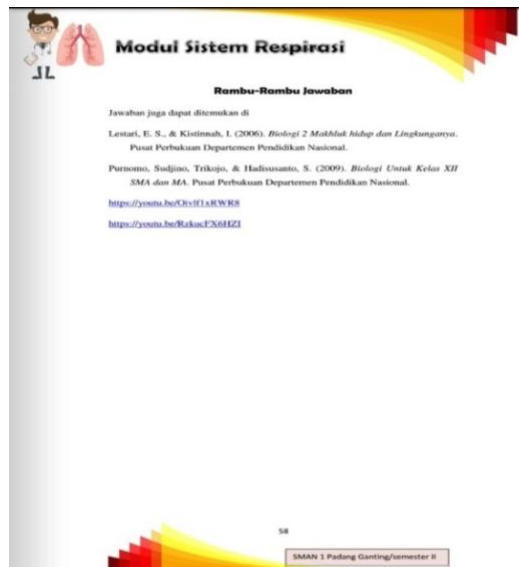 Modul Sistem Respirasi
Rambu-Rambu Jawaban
Jawaban juga dapat ditemukan di
Lestari, E. S., & Kistinnah, I. (2006). Biologi 2 Makhluk hidup dan Lingkunganya.
Pusat Perbukuan Departemen Pendidikan Nasional.
Purnomo, Sudjino, Trikojo, & Hadisusanto, S. (2009). Biologi Untuk Kelas XII
SMA dan MA. Pusat Perbukuan Departemen Pendidikan Nasional.
58
SMAN 1 Padang Ganting/semester II